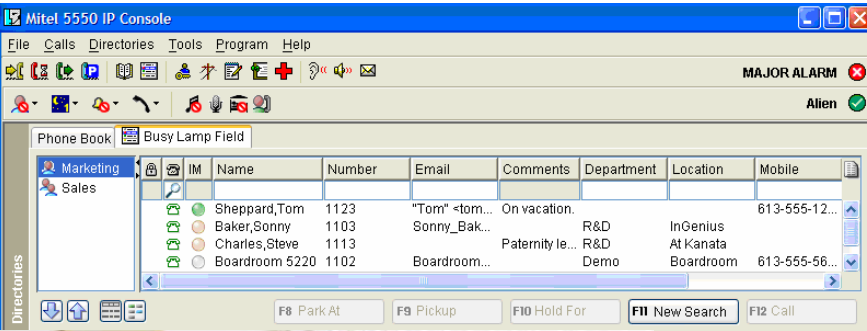 Mitel 5550 IP Console
File Calls Directories Tools Program Help
MAJOR ALARM
Alien
Phone Book Busy Lamp Field
Marketing
Sales
IM Name Number Email Comments Department Location Mobile
Sheppard,Tom 1123 "Tom" <tom... On vacation. 613-555-12...
Baker,Sonny 1103 Sonny_Bak... R&D InGenius
Charles,Steve 1113 Paternity le... R&D At Kanata
Boardroom 5220 1102 Boardroom... Demo Boardroom 613-555-56...
Directories
F8 Park At F9 Pickup F10 Hold For F11 New Search F12 Call